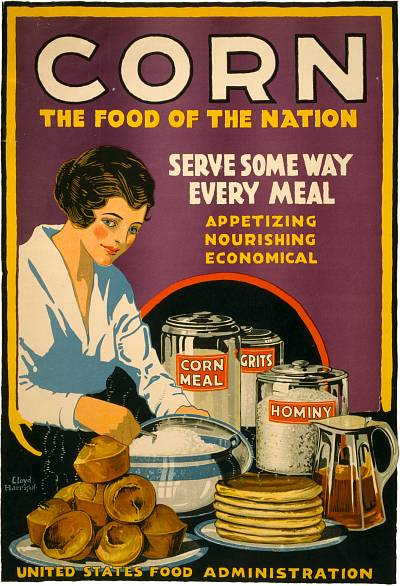 CORN
THE FOOD OF THE NATION
SERVE SOME WAY
EVERY MEAL
APPETIZING
NOURISHING
ECONOMICAL
CORN
MEAL
GRITS
HOMINY
Lloyd
Harrison
UNITED STATES FOOD ADMINISTRATION